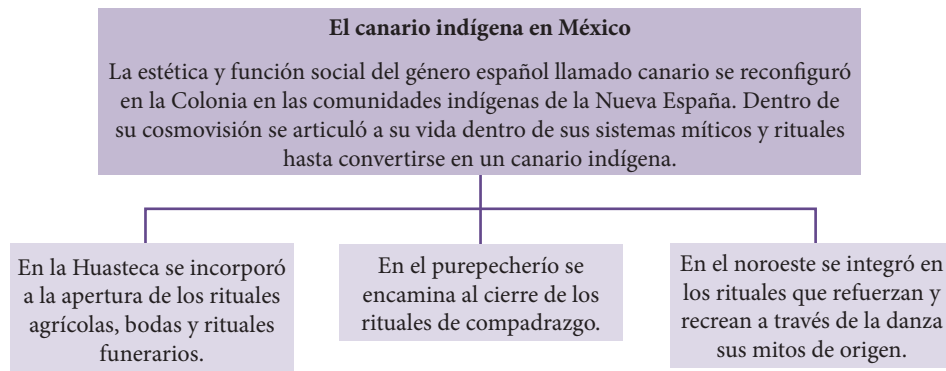 El canario indígena en México
La estética y función social del género español llamado canario se reconfiguró
en la Colonia en las comunidades indígenas de la Nueva España. Dentro de
su cosmovisión se articuló a su vida dentro de sus sistemas míticos y rituales
hasta convertirse en un canario indígena.
En la Huasteca se incorporó
a la apertura de los rituales
agrícolas, bodas y rituales
funerarios.
En el purepecherío se
encamina al cierre de los
rituales de compadrazgo.
En el noroeste se integró en
los rituales que refuerzan y
recrean a través de la danza
sus mitos de origen.